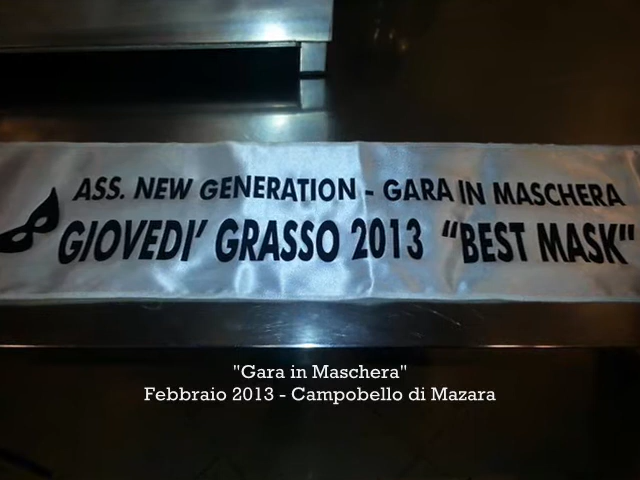 ASS. NEW GENERATION - GARA IN MASCHERA
GIOVEDI' GRASSO 2013 "BEST MASK"
"Gara in Maschera"
Febbraio 2013 - Campobello di Mazara